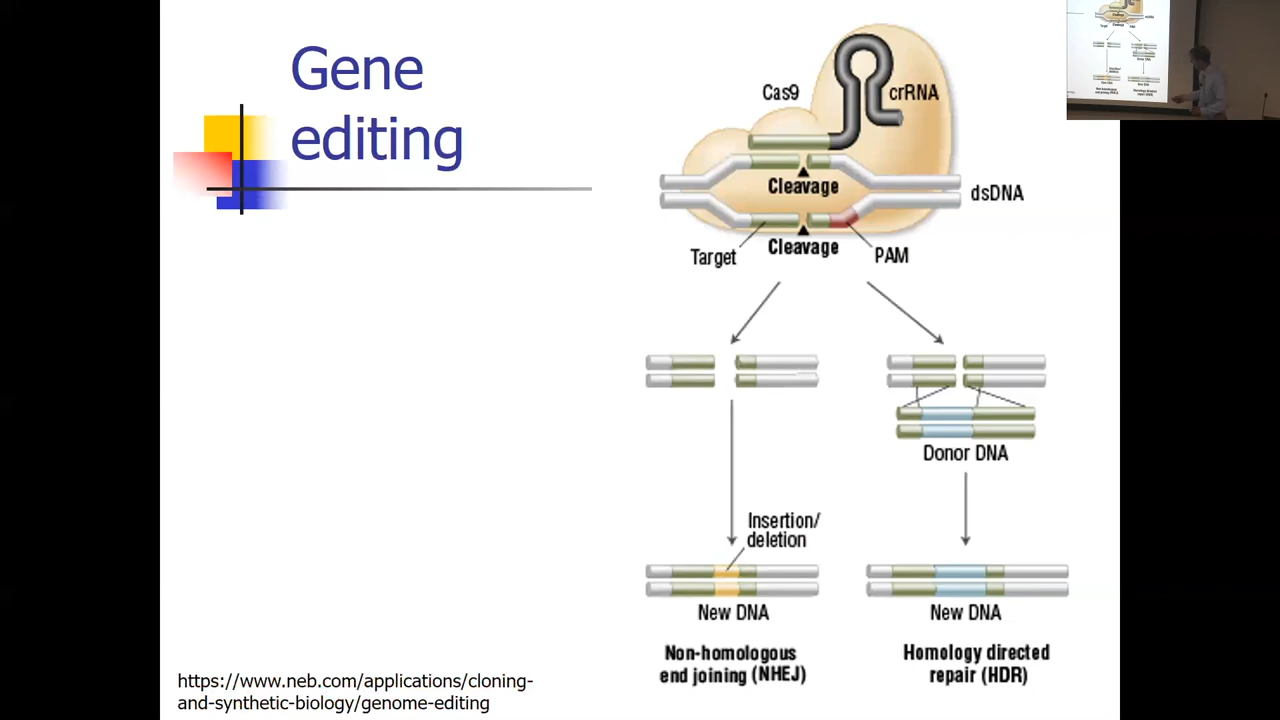 Gene
editing
Cas9
crRNA
Cleavage
dsDNA
Cleavage
Target
PAM
Donor DNA
Insertion/
deletion
New DNA
New DNA
Non-homologous
end joining (NHEJ)
Homology directed
repair (HDR)
https://www.neb.com/applications/cloning-
and-synthetic-biology/genome-editing